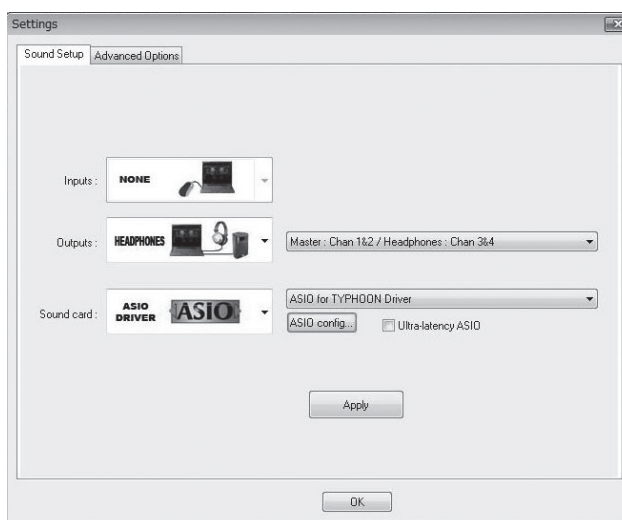 Settings
Sound Setup
Advanced Options
Inputs :
NONE
Outputs :
HEADPHONES
Master : Chan 1&2 / Headphones : Chan 3&4
Sound card :
ASIO
DRIVER
ASIO
ASIO for TYPHOON Driver
ASIO config...
Ultra-latency ASIO
Apply
OK